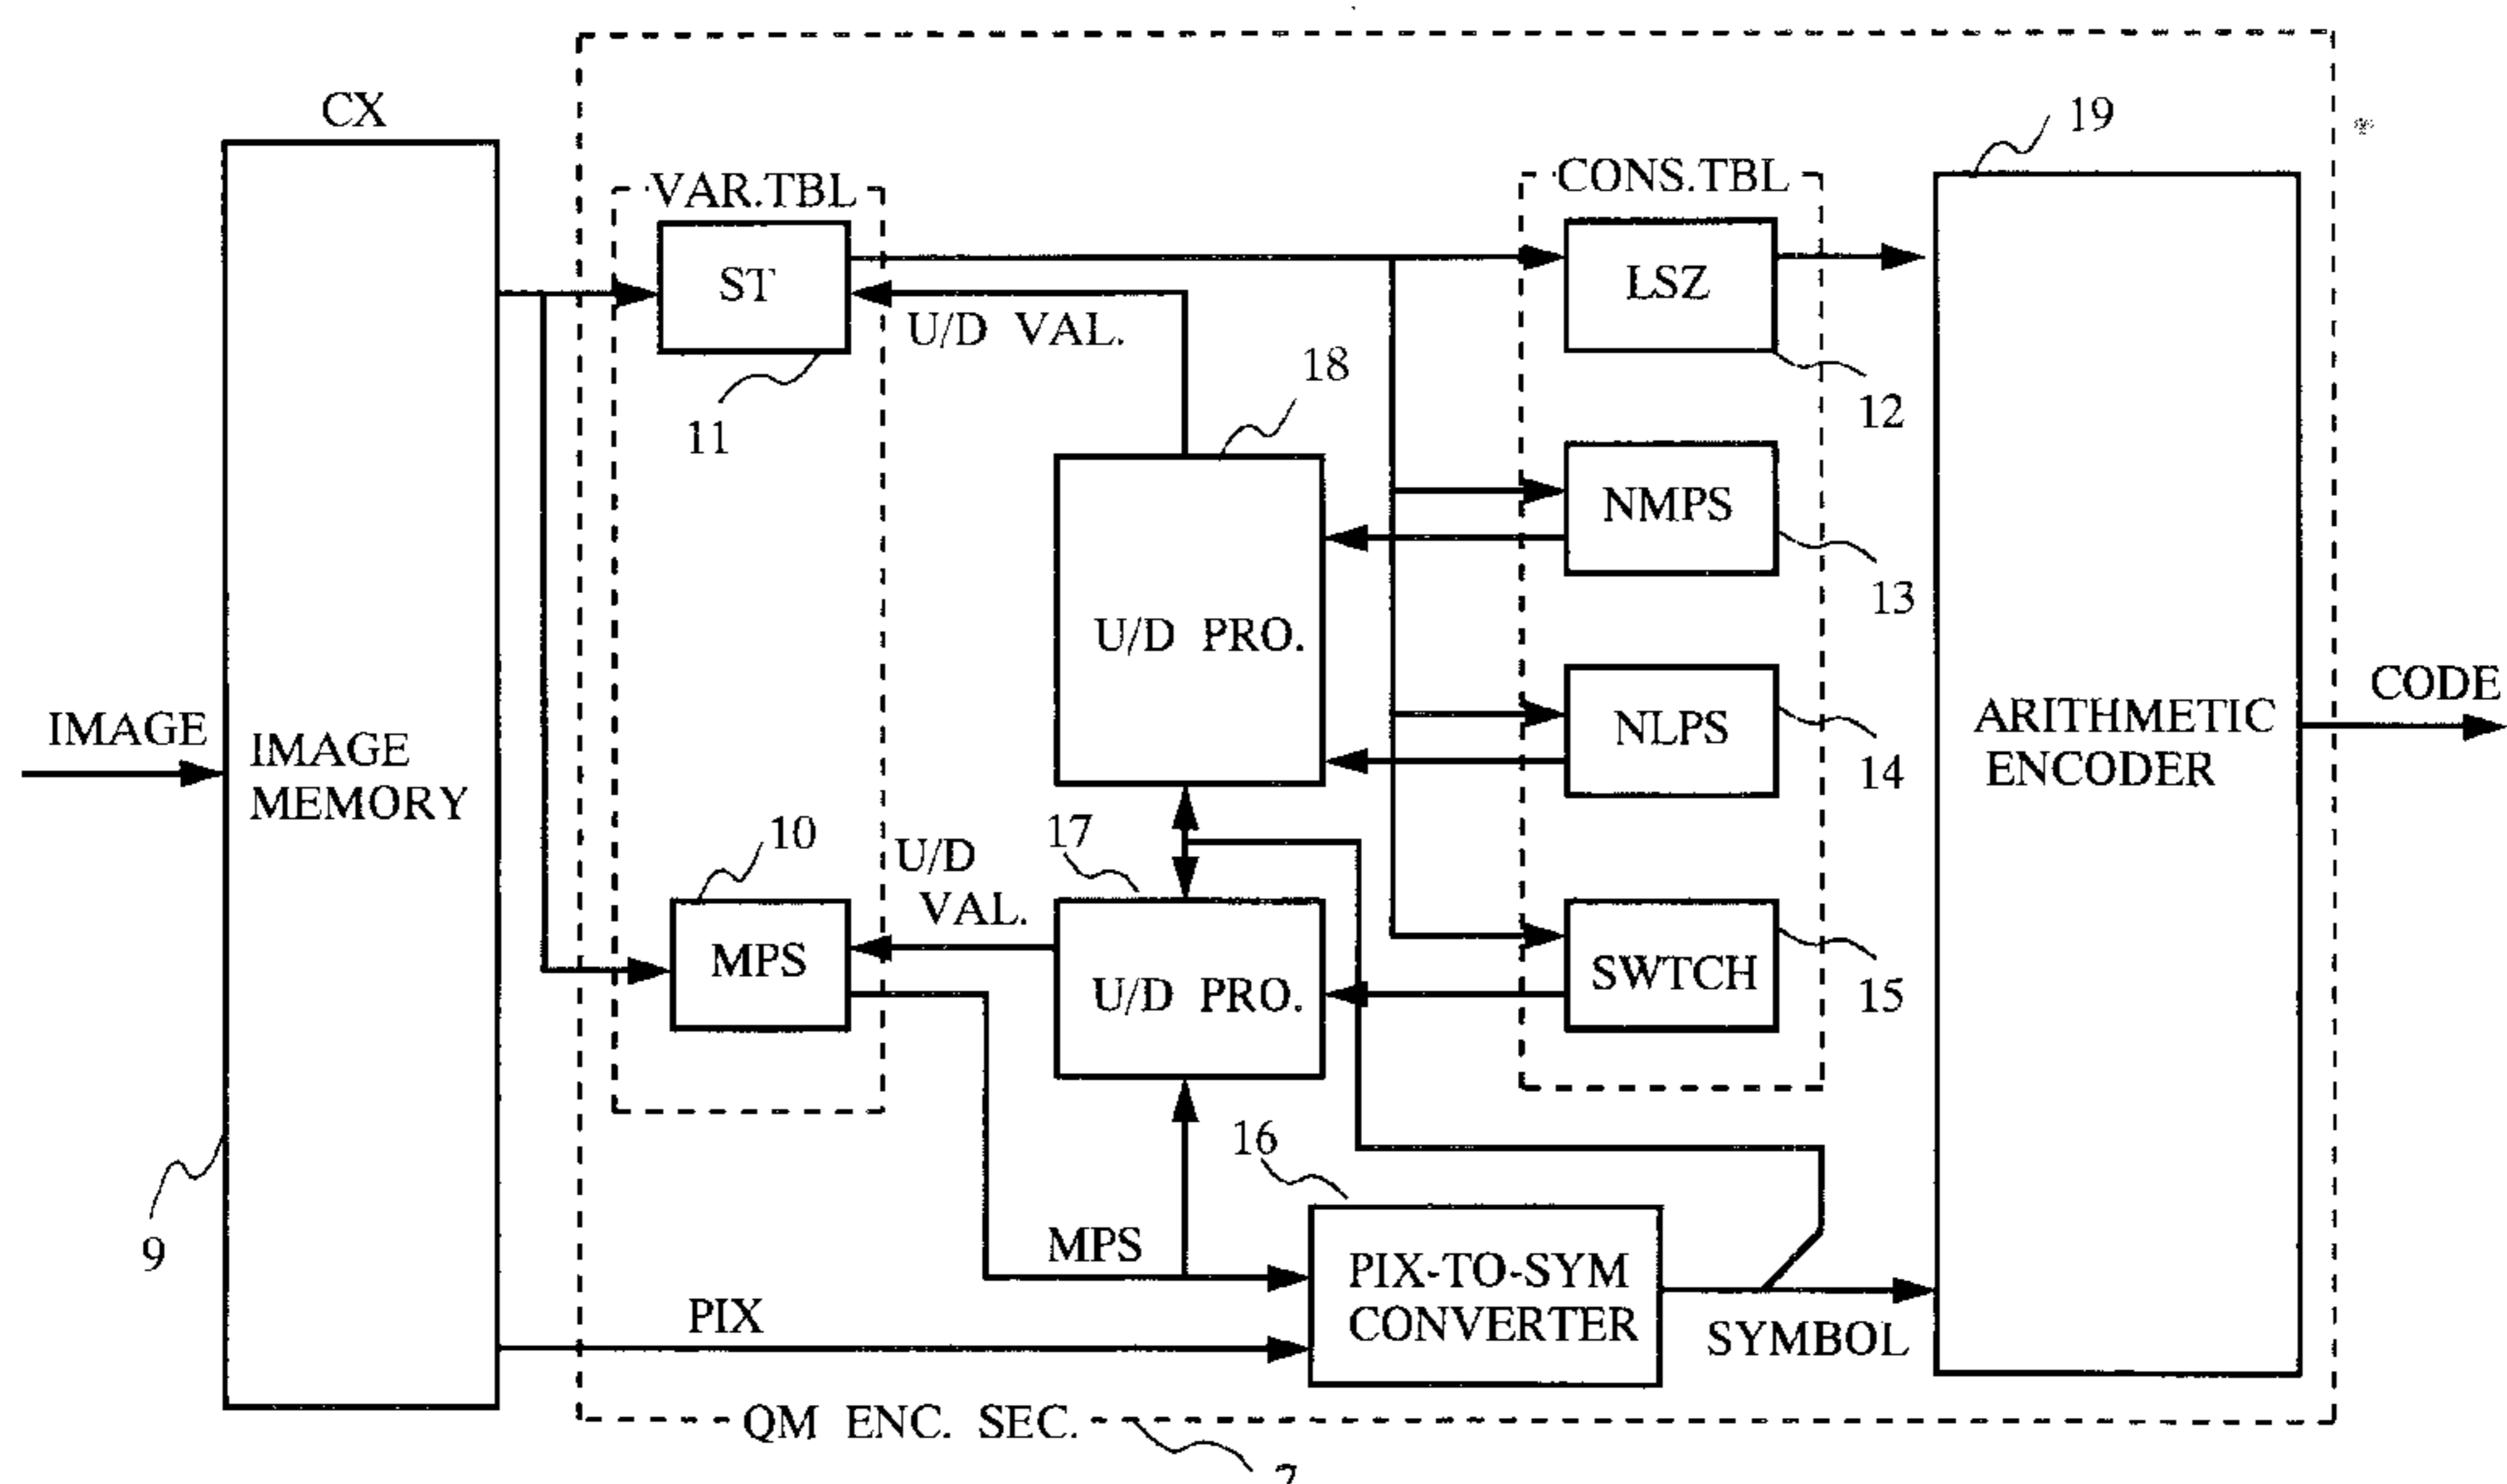 CX
19
VAR.TBL
CONS.TBL
ST
LSZ
U/D VAL.
18
11
12
NMPS
13
U/D PRO.
NLPS
14
CODE
IMAGE
IMAGE
MEMORY
ARITHMETIC
ENCODER
10
U/D
VAL.
17
MPS
U/D PRO.
SWTCH
15
16
9
MPS
PIX-TO-SYM
CONVERTER
PIX
SYMBOL
QM ENC. SEC.